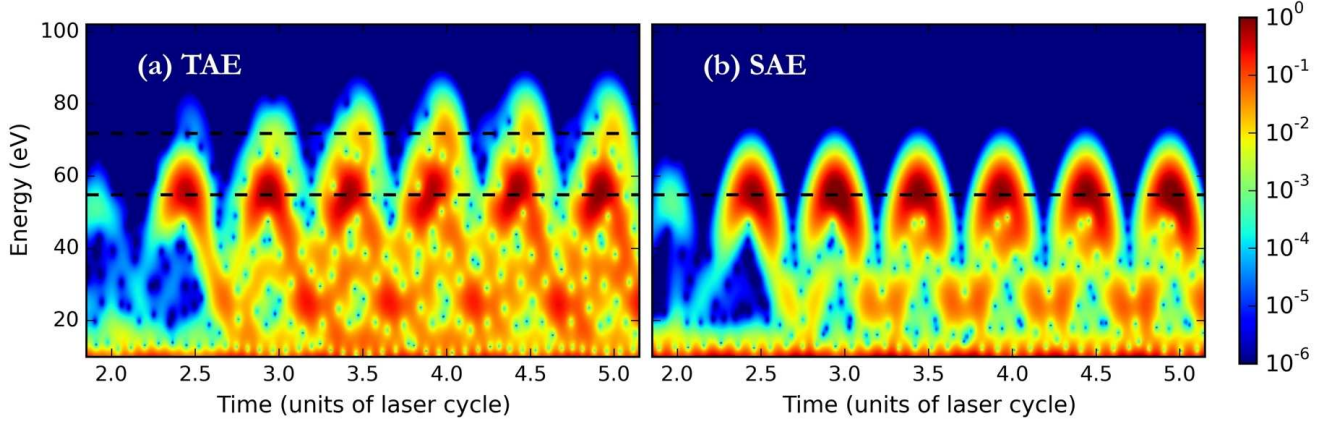 (a) TAE
(b) SAE
Energy (eV)
100
80
60
40
20
2.0 2.5 3.0 3.5 4.0 4.5 5.0
2.0 2.5 3.0 3.5 4.0 4.5 5.0
Time (units of laser cycle)
Time (units of laser cycle)
10⁰
10⁻¹
10⁻²
10⁻³
10⁻⁴
10⁻⁵
10⁻⁶